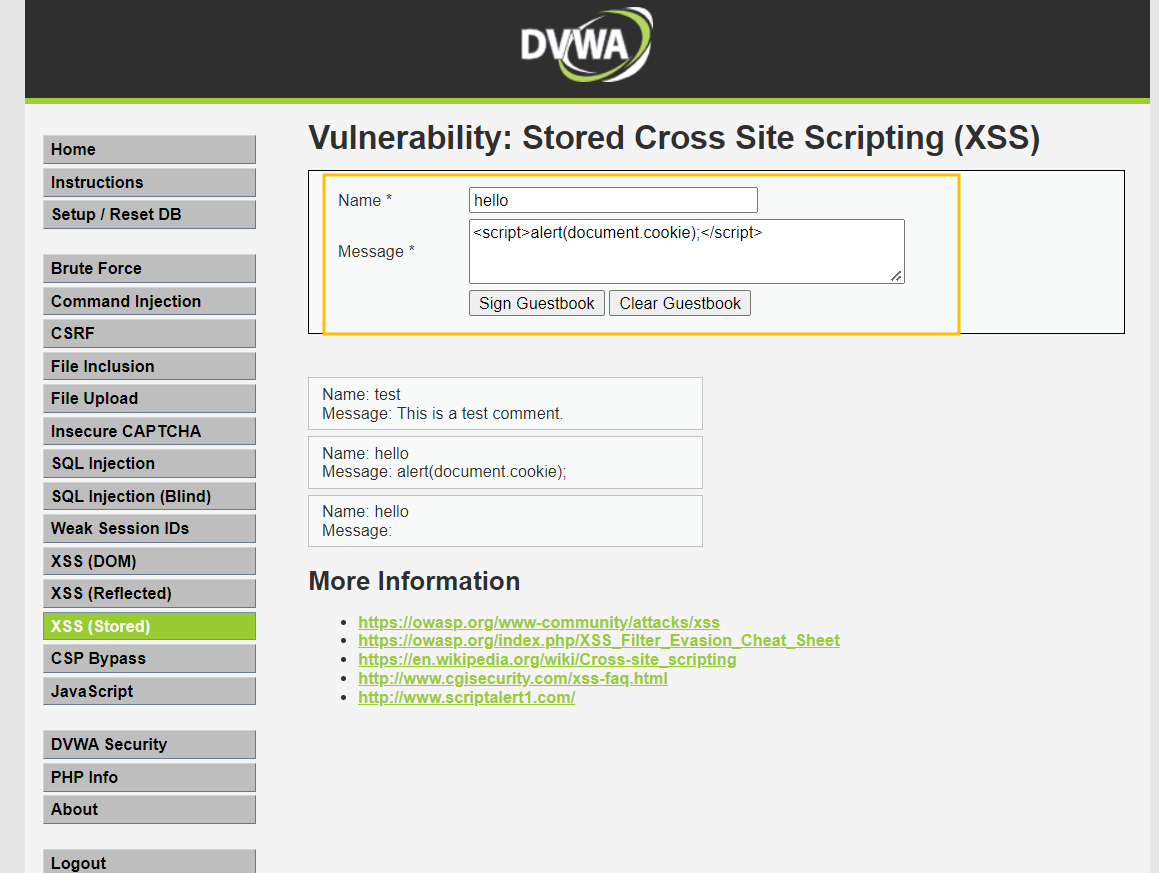 DVWA
Home
Instructions
Setup / Reset DB
Brute Force
Command Injection
CSRF
File Inclusion
File Upload
Insecure CAPTCHA
SQL Injection
SQL Injection (Blind)
Weak Session IDs
XSS (DOM)
XSS (Reflected)
XSS (Stored)
CSP Bypass
JavaScript
DVWA Security
PHP Info
About
Logout
Vulnerability: Stored Cross Site Scripting (XSS)
Name * hello
Message * <script>alert(document.cookie);</script>
Sign Guestbook Clear Guestbook
Name: test
Message: This is a test comment.
Name: hello
Message: alert(document.cookie);
Name: hello
Message:
More Information
https://owasp.org/www-community/attacks/xss
https://owasp.org/index.php/XSS_Filter_Evasion_Cheat_Sheet
https://en.wikipedia.org/wiki/Cross-site_scripting
http://www.cgisecurity.com/xss-faq.html
http://www.scriptalert1.com/